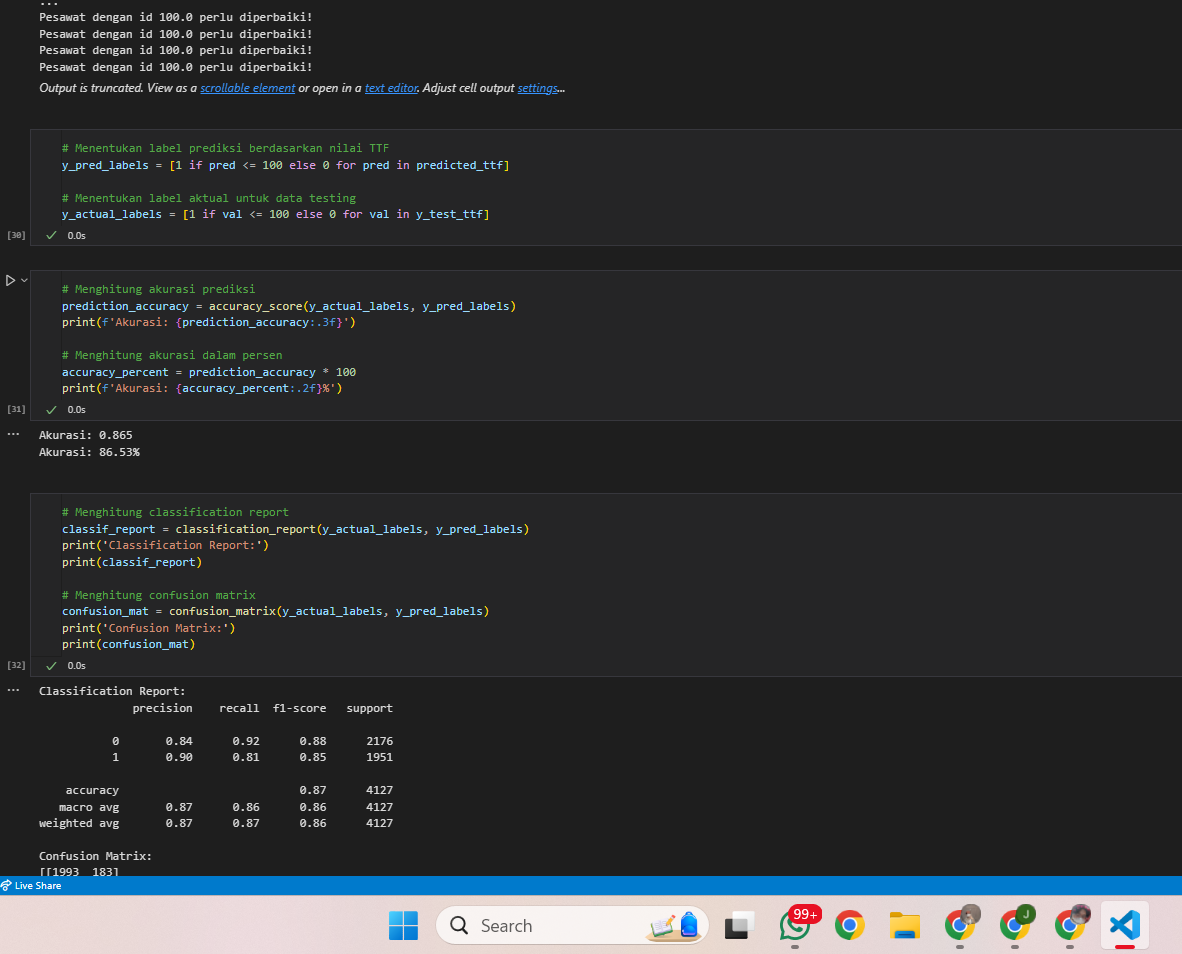 ...
Pesawat dengan id 100.0 perlu diperbaiki!
Pesawat dengan id 100.0 perlu diperbaiki!
Pesawat dengan id 100.0 perlu diperbaiki!
Pesawat dengan id 100.0 perlu diperbaiki!
Output is truncated. View as a scrollable element or open in a text editor. Adjust cell output settings...
# Menentukan label prediksi berdasarkan nilai TTF
y_pred_labels = [1 if pred <= 100 else 0 for pred in predicted_ttf]
# Menentukan label aktual untuk data testing
y_actual_labels = [1 if val <= 100 else 0 for val in y_test_ttf]
[30] 0.0s
# Menghitung akurasi prediksi
prediction_accuracy = accuracy_score(y_actual_labels, y_pred_labels)
print(f'Akurasi: {prediction_accuracy:.3f}')
# Menghitung akurasi dalam persen
accuracy_percent = prediction_accuracy * 100
print(f'Akurasi: {accuracy_percent:.2f}%')
[31] 0.0s
... Akurasi: 0.865
Akurasi: 86.53%
# Menghitung classification report
classif_report = classification_report(y_actual_labels, y_pred_labels)
print('Classification Report:')
print(classif_report)
# Menghitung confusion matrix
confusion_mat = confusion_matrix(y_actual_labels, y_pred_labels)
print('Confusion Matrix:')
print(confusion_mat)
[32] 0.0s
... Classification Report:
precision recall f1-score support
0 0.84 0.92 0.88 2176
1 0.90 0.81 0.85 1951
accuracy 0.87 4127
macro avg 0.87 0.86 0.86 4127
weighted avg 0.87 0.87 0.86 4127
Confusion Matrix:
[[1993 183]
Live Share
Search
99+
J